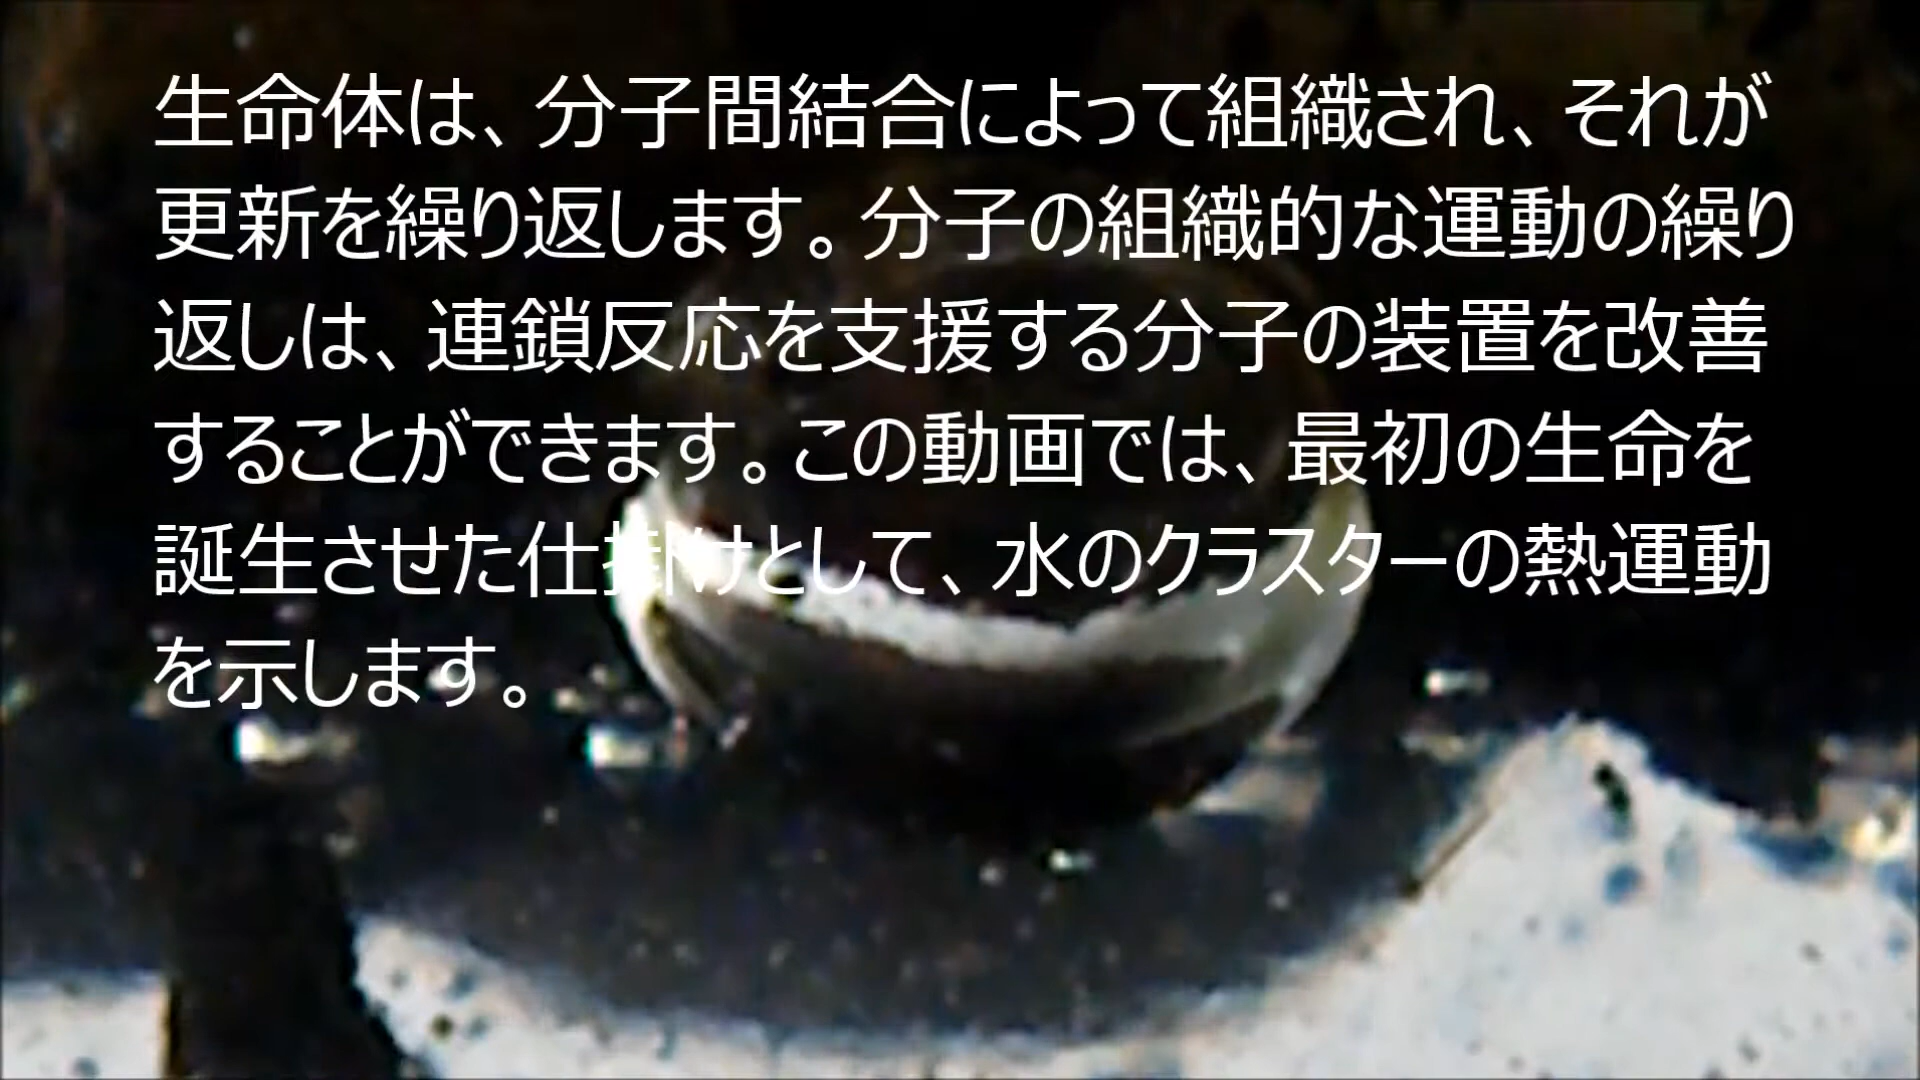 生命体は、分子間結合によって組織され、それが
更新を繰り返します。分子の組織的な運動の繰り
返しは、連鎖反応を支援する分子の装置を改善
することができます。この動画では、最初の生命を
誕生させた仕掛けとして、水のクラスターの熱運動
を示します。